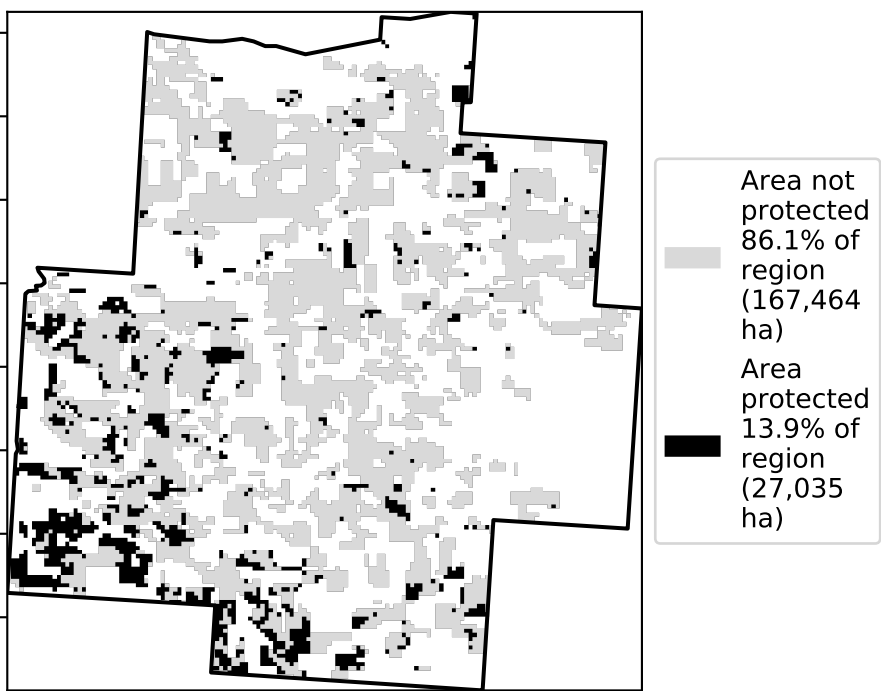 Area not
protected
86.1% of
region
(167,464
ha)
Area
protected
13.9% of
region
(27,035
ha)